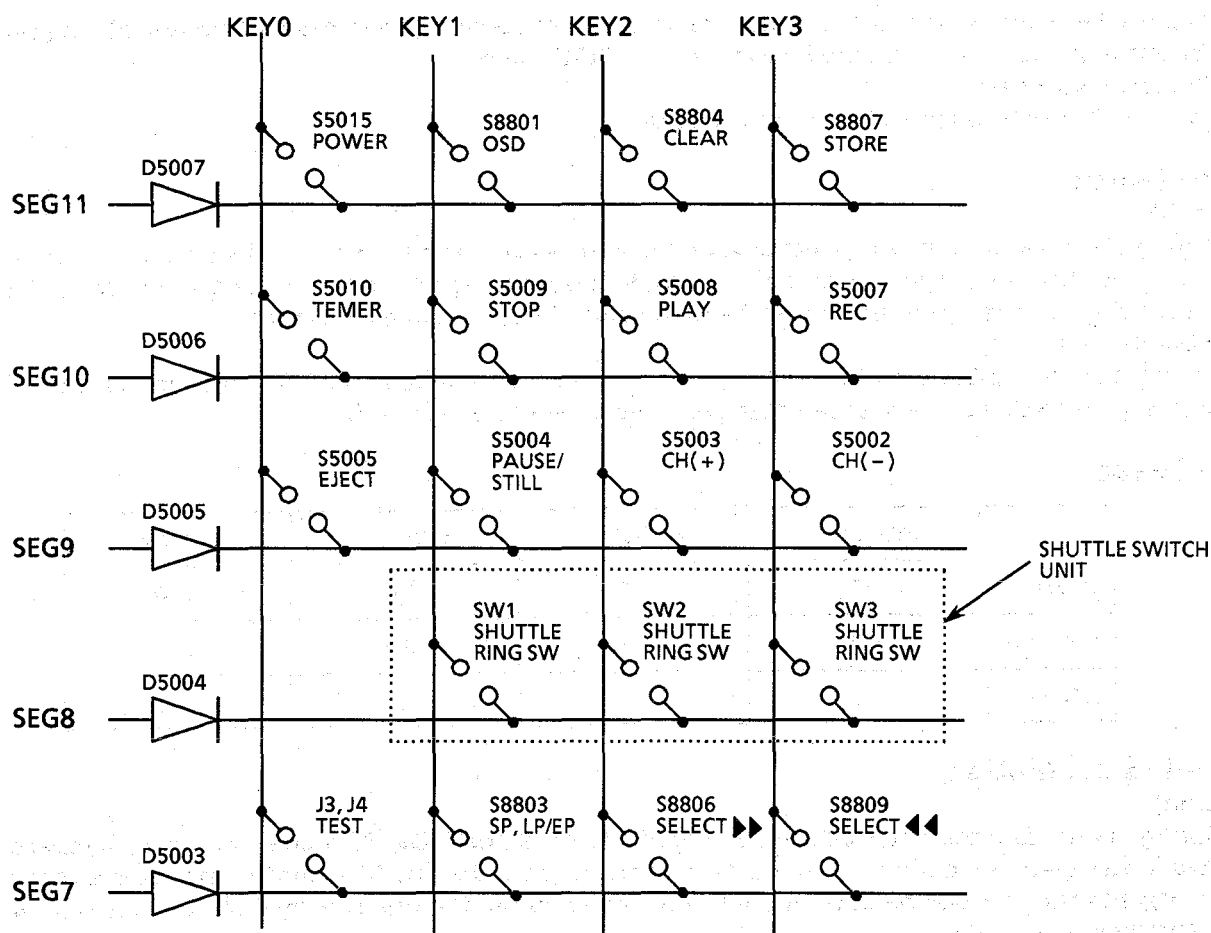 KEY0 KEY1 KEY2 KEY3
S5015
POWER
S8801
OSD
S8804
CLEAR
S8807
STORE
D5007
SEG11
S5010
TEMER
S5009
STOP
S5008
PLAY
S5007
REC
D5006
SEG10
S5005
EJECT
S5004
PAUSE/
STILL
S5003
CH(+)
S5002
CH(−)
D5005
SEG9
SHUTTLE SWITCH
UNIT
SW1
SHUTTLE
RING SW
SW2
SHUTTLE
RING SW
SW3
SHUTTLE
RING SW
D5004
SEG8
J3, J4
TEST
S8803
SP, LP/EP
S8806
SELECT ▶▶
S8809
SELECT ◀◀
D5003
SEG7